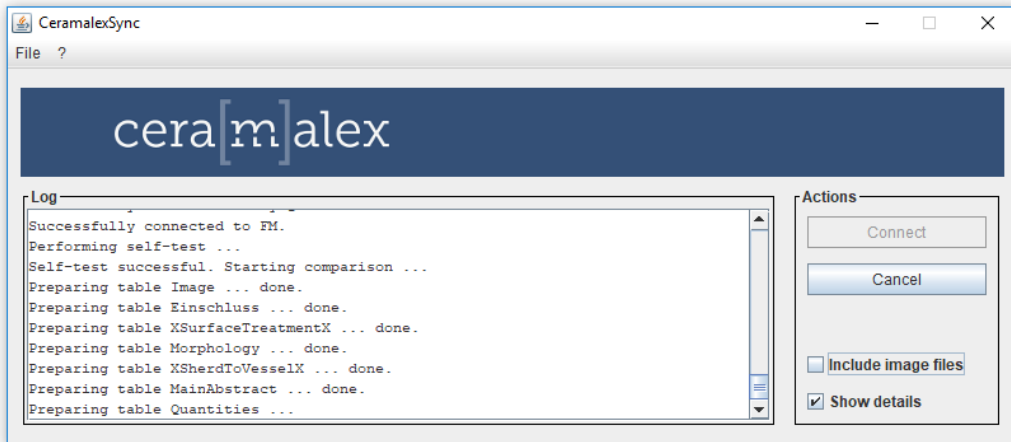 CeramalexSync
File ?
cera[m]alex
Log
Successfully connected to FM.
Performing self-test ...
Self-test successful. Starting comparison ...
Preparing table Image ... done.
Preparing table Einschluss ... done.
Preparing table XSurfaceTreatmentX ... done.
Preparing table Morphology ... done.
Preparing table XSherdToVesselX ... done.
Preparing table MainAbstract ... done.
Preparing table Quantities ...
Actions
Connect
Cancel
Include image files
Show details